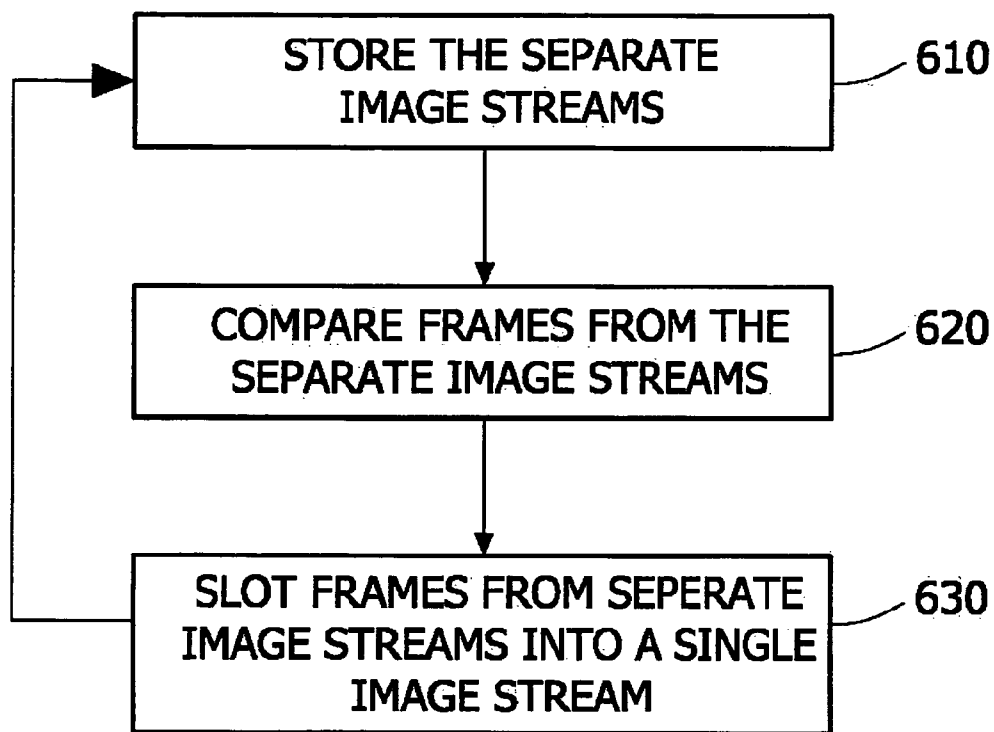 STORE THE SEPARATE
IMAGE STREAMS
610
COMPARE FRAMES FROM THE
SEPARATE IMAGE STREAMS
620
SLOT FRAMES FROM SEPERATE
IMAGE STREAMS INTO A SINGLE
IMAGE STREAM
630